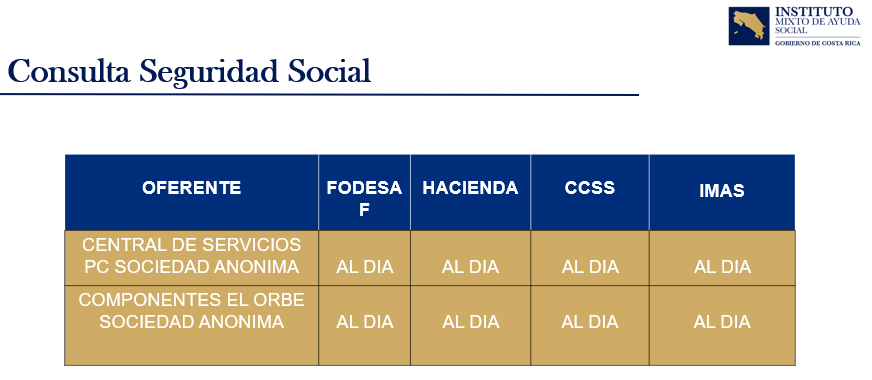 INSTITUTO
MIXTO DE AYUDA
SOCIAL
GOBIERNO DE COSTA RICA
Consulta Seguridad Social
OFERENTE
FODESA
F
HACIENDA
CCSS
IMAS
CENTRAL DE SERVICIOS
PC SOCIEDAD ANONIMA
AL DIA
AL DIA
AL DIA
AL DIA
COMPONENTES EL ORBE
SOCIEDAD ANONIMA
AL DIA
AL DIA
AL DIA
AL DIA